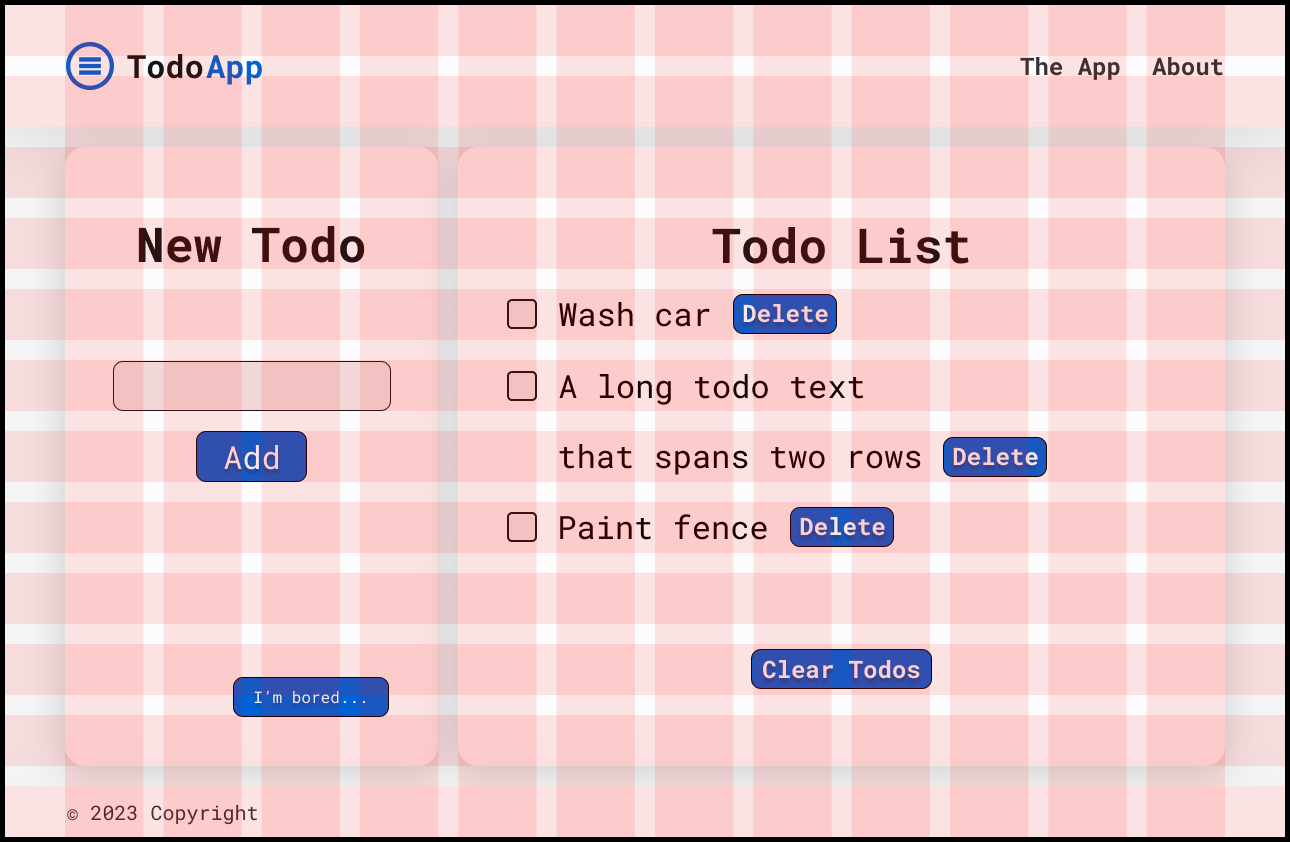 TodoApp
The App About
New Todo
Add
I'm bored...
Todo List
Wash car Delete
A long todo text
that spans two rows Delete
Paint fence Delete
Clear Todos
© 2023 Copyright